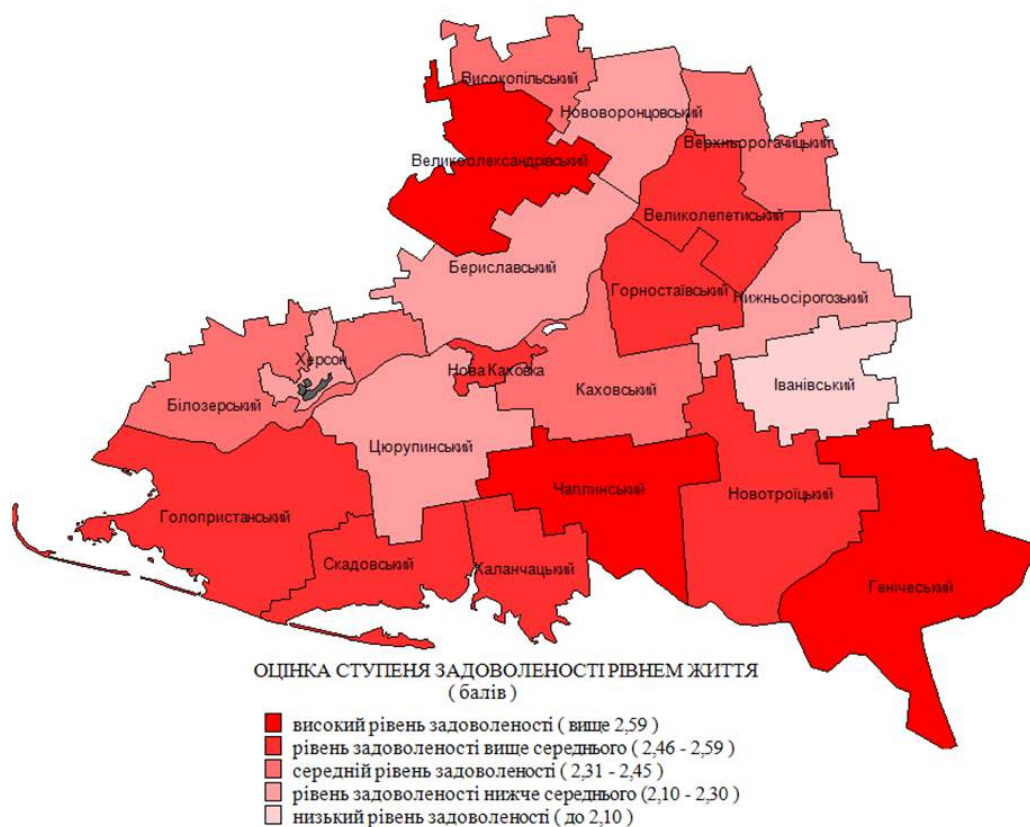 Високопільський
Нововоронцовський
Верхньорогачицький
Великоолександрівський
Великолепетиський
Бериславський
Горностаївський
Нижньосірогозький
Херсон
Нова Каховка
Каховський
Іванівський
Білозерський
Цюрупинський
Чаплинський
Новотроїцький
Голопристанський
Скадовський
Каланчацький
Генічеський
ОЦІНКА СТУПЕНЯ ЗАДОВОЛЕНОСТІ РІВНЕМ ЖИТТЯ
( балів )
високий рівень задоволеності ( вище 2,59 )
рівень задоволеності вище середнього ( 2,46 - 2,59 )
середній рівень задоволеності ( 2,31 - 2,45 )
рівень задоволеності нижче середнього (2,10 - 2,30 )
низький рівень задоволеності ( до 2,10 )